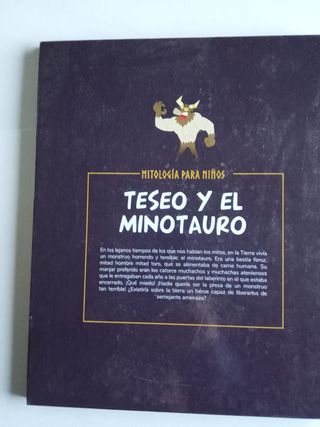 MITOLOGÍA PARA NIÑOS
TESEO Y EL
MINOTAURO
En los lejanos tiempos de los que nos hablan los mitos, en la Tierra vivía
un monstruo horrendo y terrible: el minotauro. Era una bestia feroz,
mitad hombre mitad toro, que se alimentaba de carne humana. Su
manjar preferido eran los catorce muchachos y muchachas atenienses
que le entregaban cada año a las puertas del laberinto en el que estaba
encerrado. ¡Qué miedo! ¡Nadie quería ser la presa de un monstruo
tan terrible! ¿Existiría sobre la tierra un héroe capaz de liberarlos de
semejante amenaza?